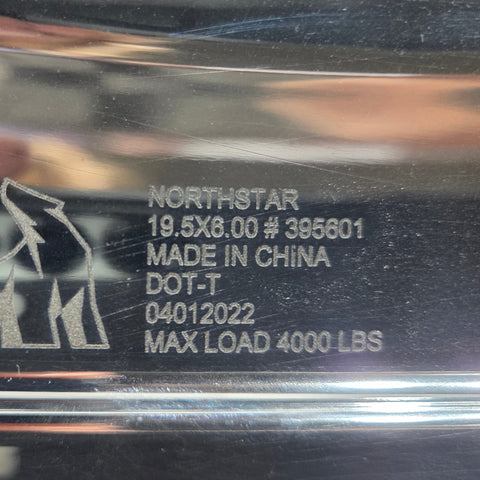 NORTHSTAR
19.5X6.00 # 395601
MADE IN CHINA
DOT-T
04012022
MAX LOAD 4000 LBS